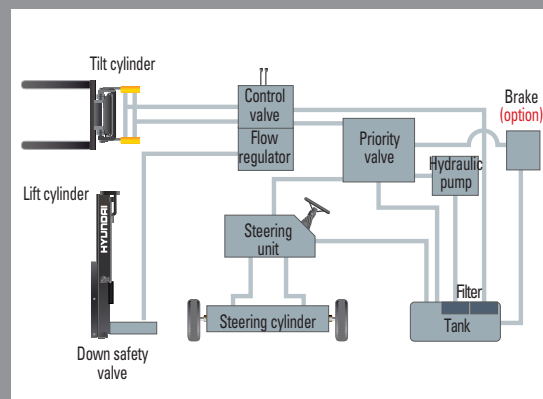 Tilt cylinder
Control
valve
Flow
regulator
Priority
valve
Brake
(option)
Hydraulic
pump
Lift cylinder
HYUNDAI
Steering
unit
Filter
Steering cylinder
Tank
Down safety
valve